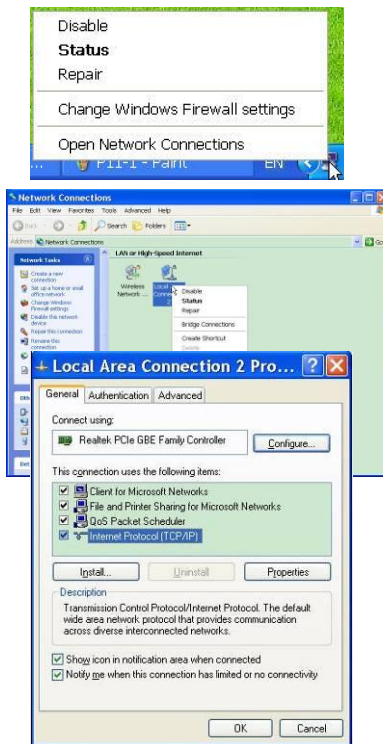 Disable
Status
Repair
Change Windows Firewall settings
Open Network Connections
... P11-1 - Paint EN
Network Connections
File Edit View Favorites Tools Advanced Help
Search Folders
Address Network Connections Go
Network Tasks
LAN or High-Speed Internet
Create a new
connection
Set up a home or small
office network
Change Windows
Firewall settings
Disable this network
device
Repair this connection
Rename this
connection
Wireless
Network ...
Local
Disable
Status
Repair
Bridge Connections
Create Shortcut
Local Area Connection 2 Pro...
General Authentication Advanced
Connect using:
Realtek PCIe GBE Family Controller Configure...
This connection uses the following items:
Client for Microsoft Networks
File and Printer Sharing for Microsoft Networks
QoS Packet Scheduler
Internet Protocol (TCP/IP)
Install... Uninstall Properties
Description
Transmission Control Protocol/Internet Protocol. The default
wide area network protocol that provides communication
across diverse interconnected networks.
Show icon in notification area when connected
Notify me when this connection has limited or no connectivity
OK Cancel